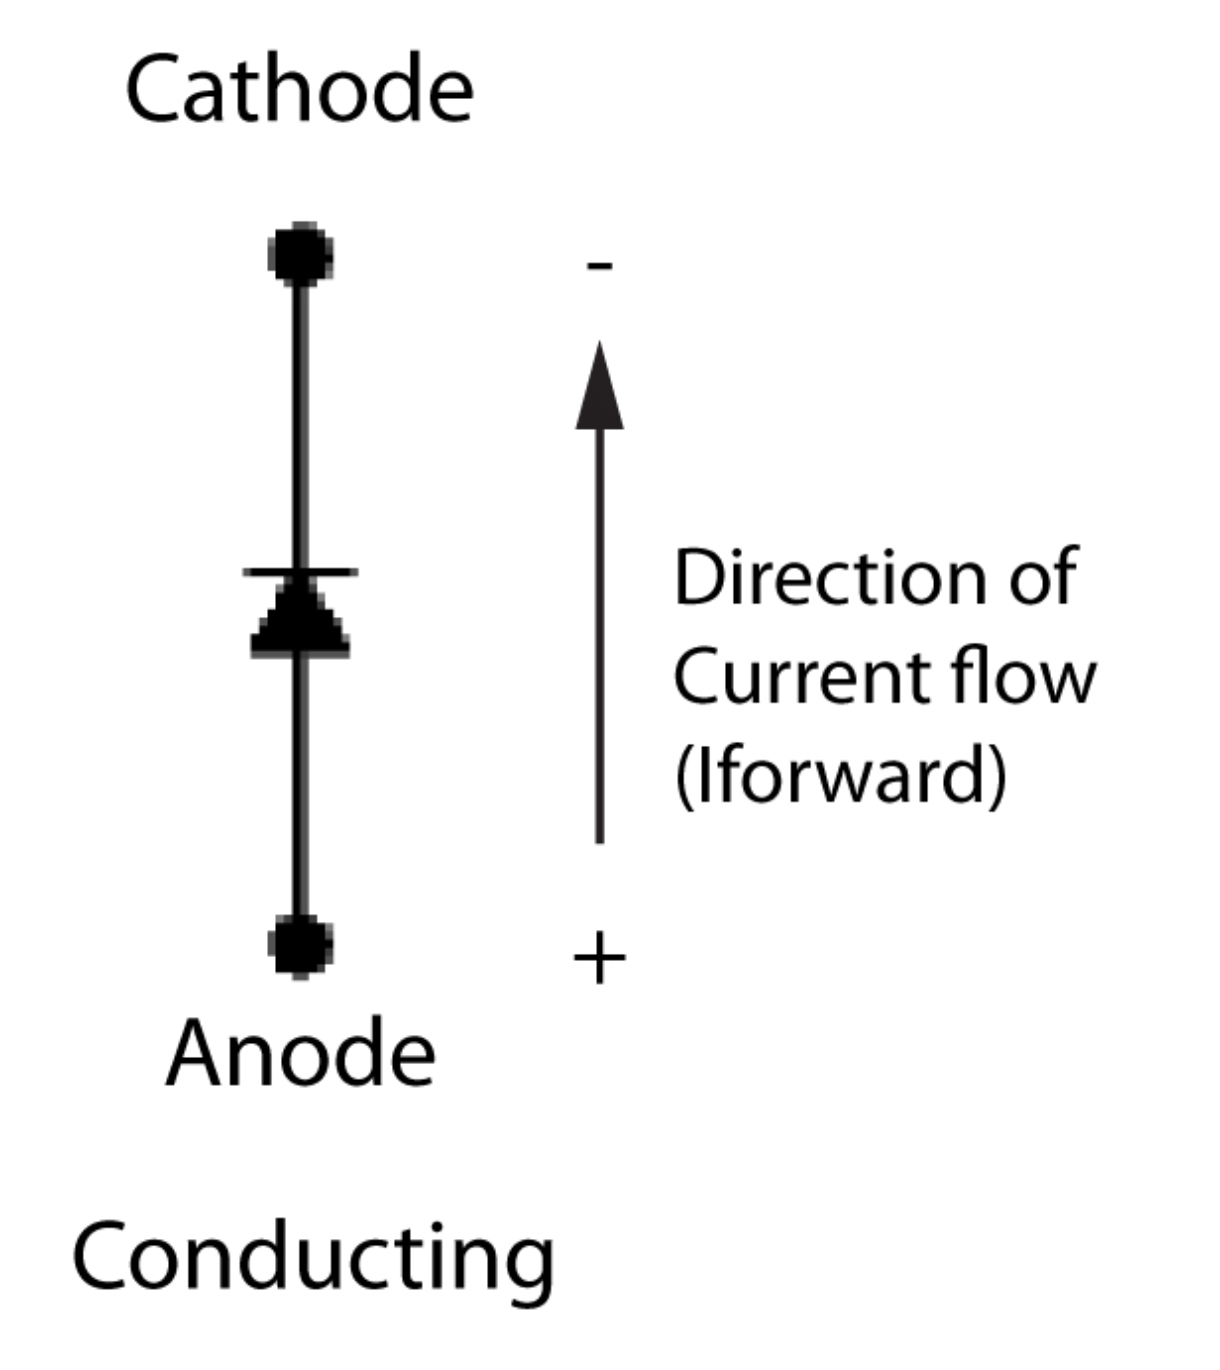 Cathode
-
Direction of
Current flow
(Iforward)
+
Anode
Conducting